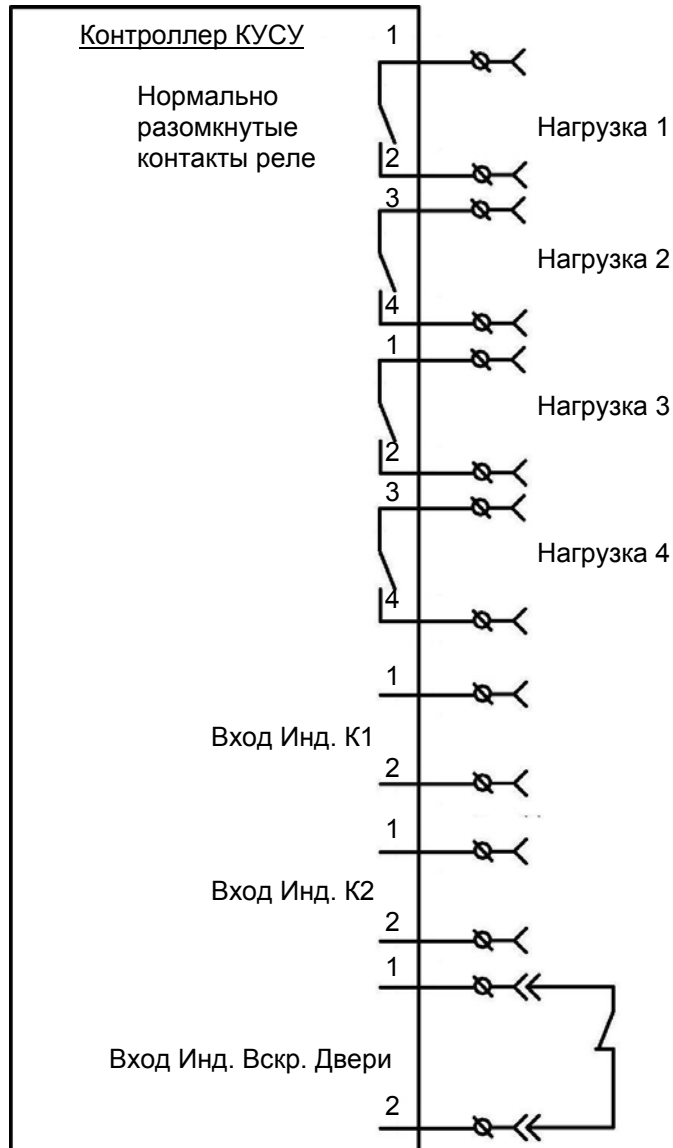 Контроллер КУСУ
1
Нормально
разомкнутые
контакты реле
Нагрузка 1
2
3
Нагрузка 2
4
1
Нагрузка 3
2
3
Нагрузка 4
4
1
Вход Инд. К1
2
1
Вход Инд. К2
2
1
Вход Инд. Вскр. Двери
2